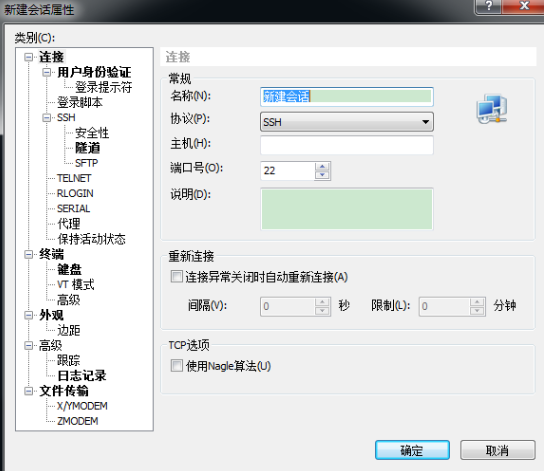 新建会话属性
类别(C):
连接
用户身份验证
登录提示符
登录脚本
SSH
安全性
隧道
SFTP
TELNET
RLOGIN
SERIAL
代理
保持活动状态
终端
键盘
VT 模式
高级
外观
边距
高级
跟踪
日志记录
文件传输
X/YMODEM
ZMODEM
连接
常规
名称(N): 新建会话
协议(P): SSH
主机(H):
端口号(O): 22
说明(D):
重新连接
连接异常关闭时自动重新连接(A)
间隔(V): 0 秒 限制(L): 0 分钟
TCP选项
使用Nagle算法(U)
确定 取消